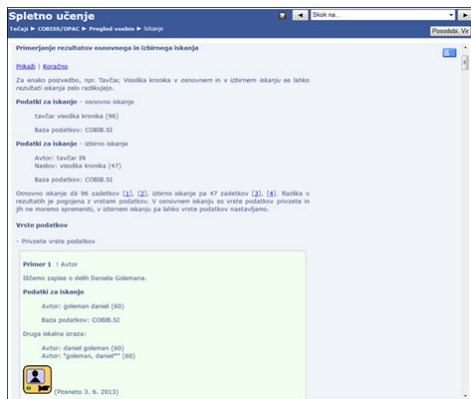 Spletno učenje
Skok na...
Tečaji ► COBISS/OPAC ► Pregled vsebin ► Iskanje
Posodobi: Vir
Primerjanje rezultatov osnovnega in izbirnega iskanja
Prikaži | Koračno
Za enako poizvedbo, npr. Tavčar, Visoška kronika v osnovnem in v izbirnem iskanju se lahko
rezultati iskanja zelo razlikujejo.
Podatki za iskanje - osnovno iskanje
tavčar visoška kronika (96)
Baza podatkov: COBIB.SI
Podatki za iskanje - izbirno iskanje
Avtor: tavčar IN
Naslov: visoška kronika (47)
Baza podatkov: COBIB.SI
Osnovno iskanje dá 96 zadetkov [1], [2], izbirno iskanje pa 47 zadetkov [3], [4]. Razlika v
rezultatih je pogojena z vrstami podatkov. V osnovnem iskanju so vrste podatkov privzete in
jih ne moremo spremeniti, v izbirnem iskanju pa lahko vrste podatkov nastavljamo.
Vrste podatkov
- Privzete vrste podatkov
Primer 1 ! Avtor
Iščemo zapise o delih Daniela Golemana.
Podatki za iskanje
Avtor: goleman daniel (60)
Baza podatkov: COBIB.SI
Druga iskalna izraza:
Avtor: daniel goleman (60)
Avtor: "goleman, daniel*" (60)
(Posneto 3. 6. 2013)